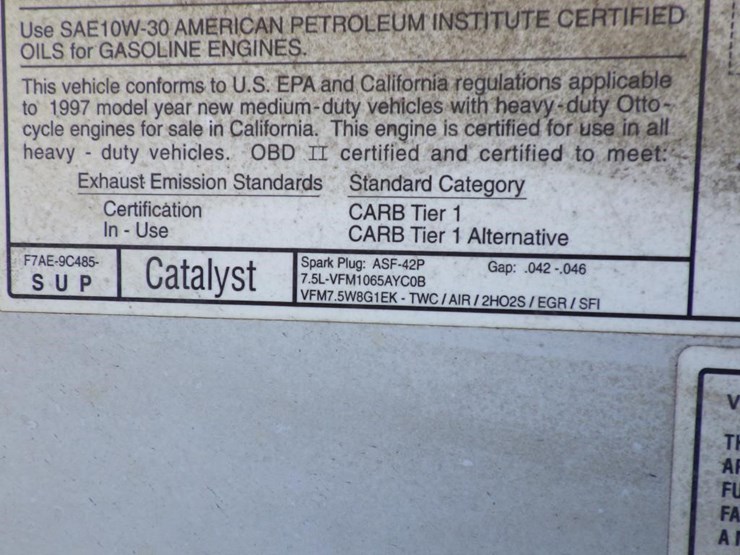 Use SAE10W-30 AMERICAN PETROLEUM INSTITUTE CERTIFIED
OILS for GASOLINE ENGINES.
This vehicle conforms to U.S. EPA and California regulations applicable
to 1997 model year new medium-duty vehicles with heavy-duty Otto-
cycle engines for sale in California. This engine is certified for use in all
heavy - duty vehicles. OBD II certified and certified to meet:
Exhaust Emission Standards Standard Category
Certification CARB Tier 1
In - Use CARB Tier 1 Alternative
F7AE-9C485-
SUP
Catalyst
Spark Plug: ASF-42P Gap: .042 -.046
7.5L-VFM1065AYC0B
VFM7.5W8G1EK - TWC / AIR / 2HO2S / EGR / SFI
V
FU
FA